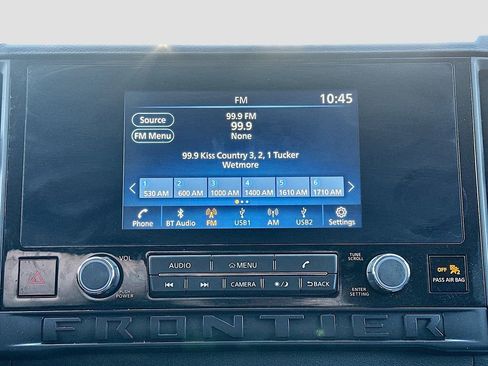 FM 10:45
Source 99.9 FM
99.9
FM Menu None
99.9 Kiss Country 3, 2, 1 Tucker
Wetmore
1 2 3 4 5 6
530 AM 600 AM 1000 AM 1400 AM 1610 AM 1710 AM
Phone BT Audio FM USB1 AM USB2 Settings
VOL AUDIO MENU TUNE
SCROLL
OFF
PUSH
POWER CAMERA BACK ENTER
SETTING PASS AIR BAG
FRONTIER